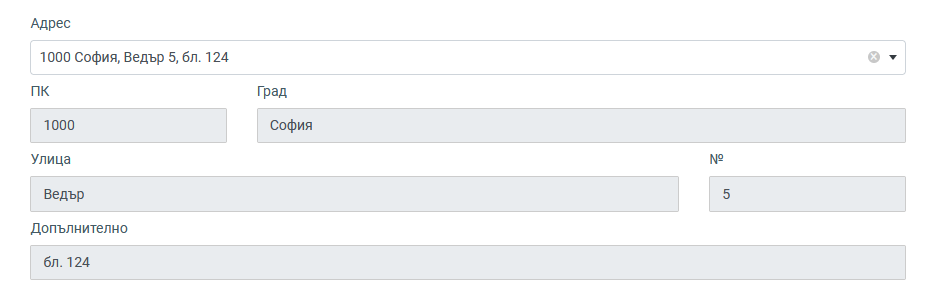 Адрес
1000 София, Ведър 5, бл. 124
ПК Град
1000 София
Улица №
Ведър 5
Допълнително
бл. 124